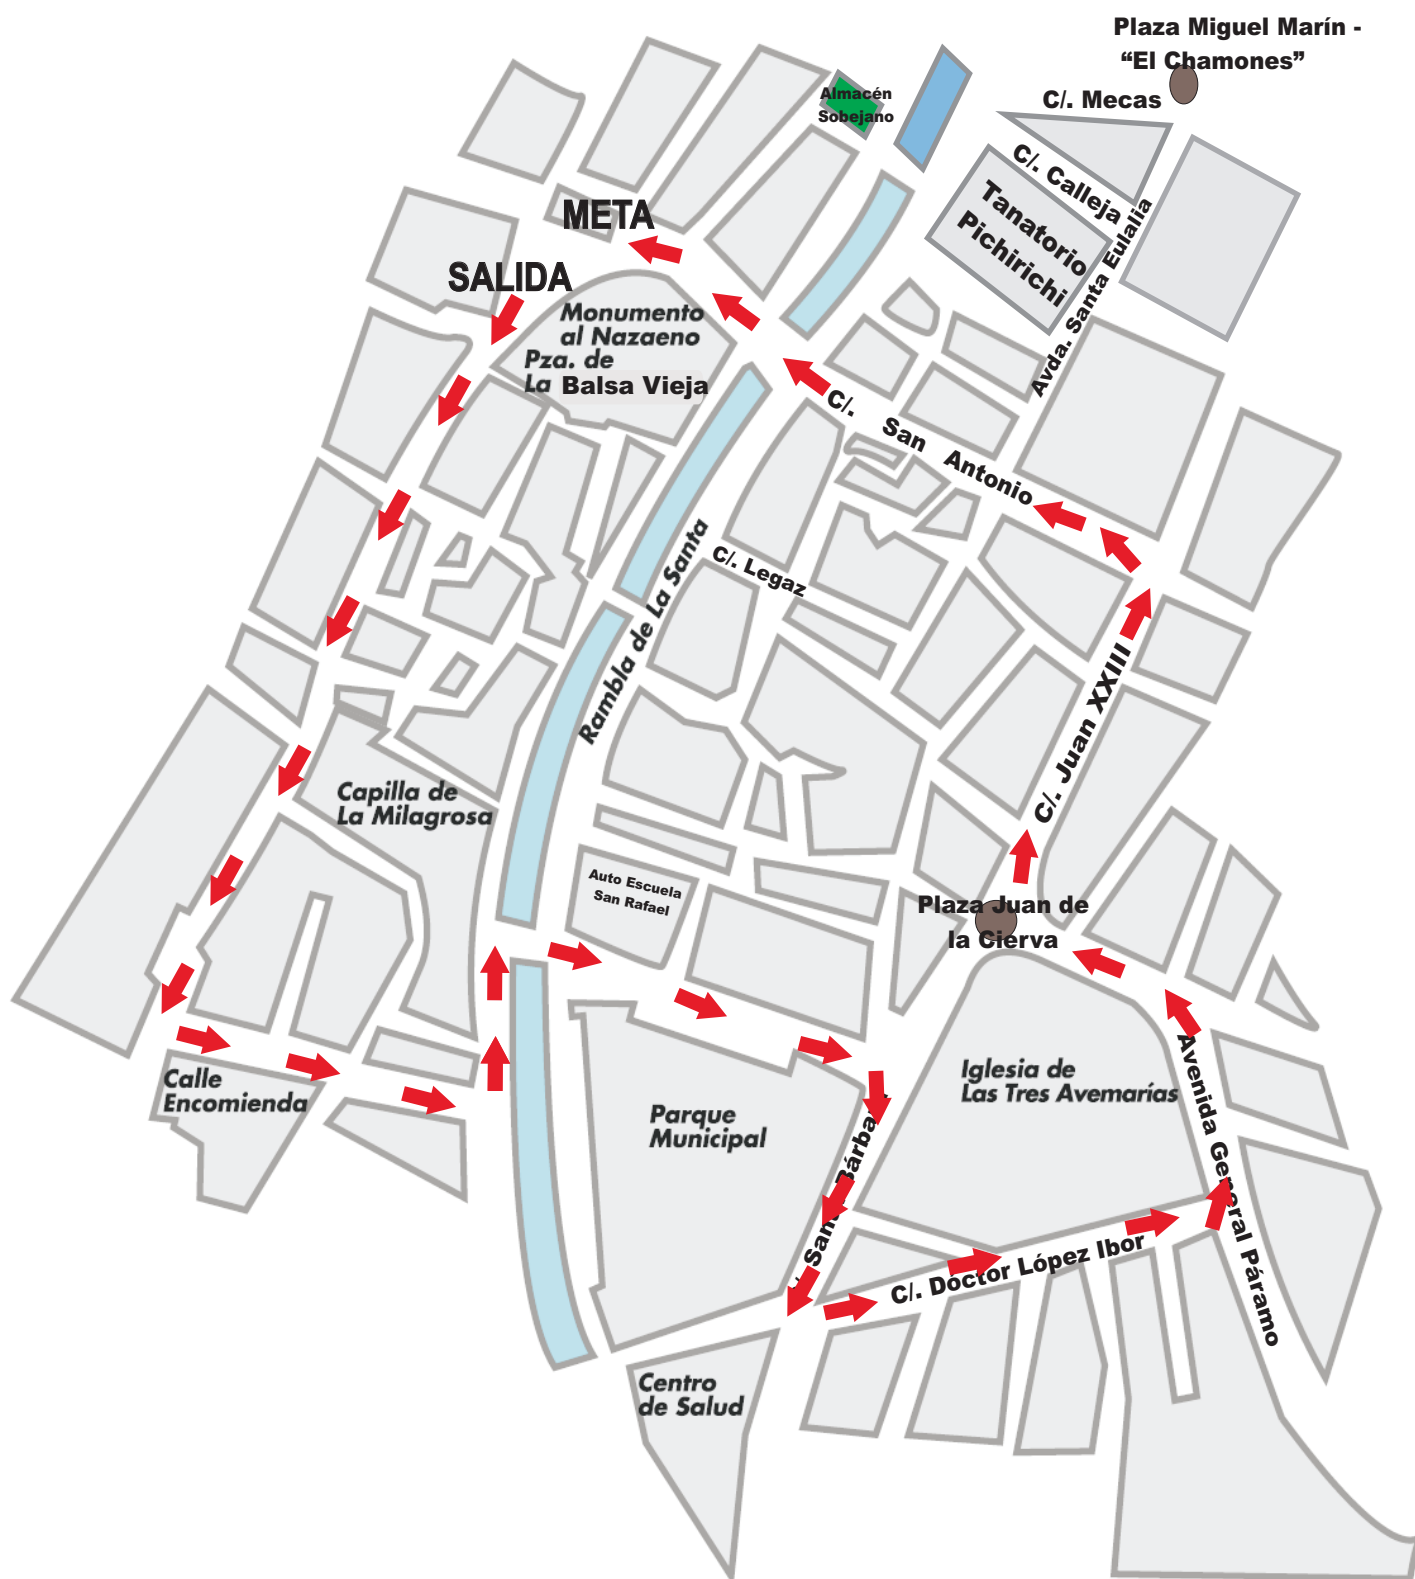 Plaza Miguel Marín -
“El Chamones”
Almacén
Sobejano
C/. Mecas
C/. Calleja
Tanatorio
Pichirichi
Avda. Santa Eulalia
META
SALIDA
Monumento
al Nazaeno
Pza. de
La Balsa Vieja
C/. San Antonio
Rambla de La Santa
C/. Legaz
C/. Juan XXIII
Capilla de
La Milagrosa
Auto Escuela
San Rafael
Plaza Juan de
la Cierva
Calle
Encomienda
Parque
Municipal
Iglesia de
Las Tres Avemarías
Avenida General Páramo
C/. Doctor López Ibor
Centro
de Salud